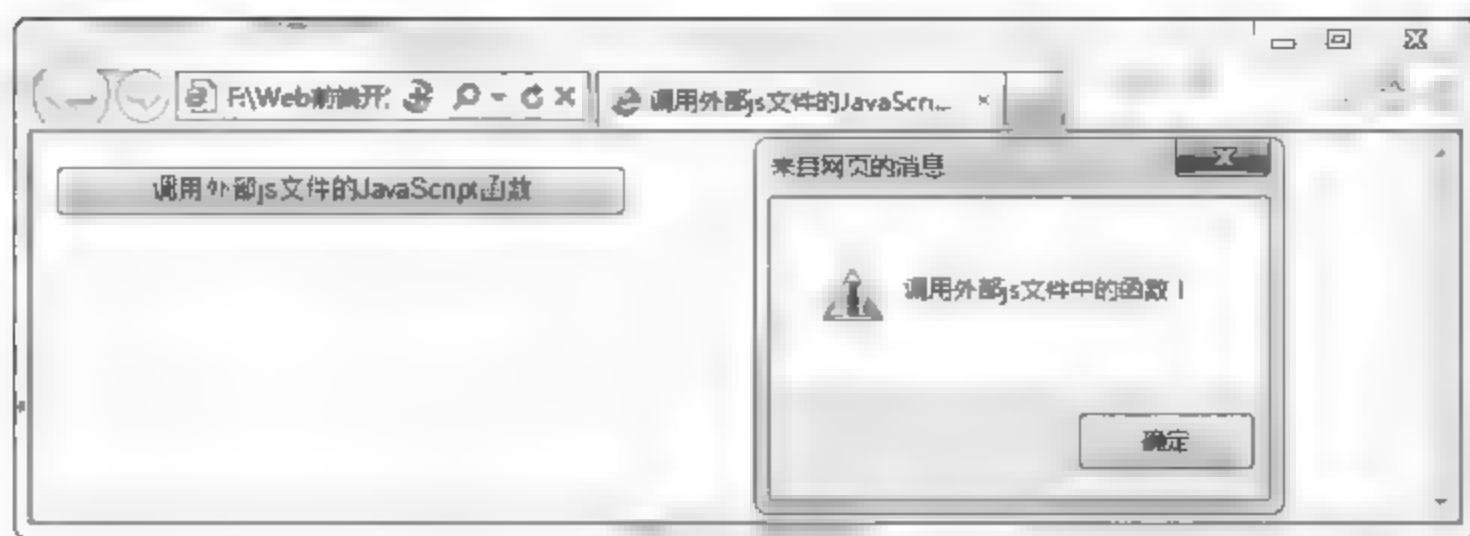 F:\Web前端开
调用外部js文件的JavaScri...
调用外部js文件的JavaScript函数
来自网页的消息
调用外部js文件中的函数！
确定